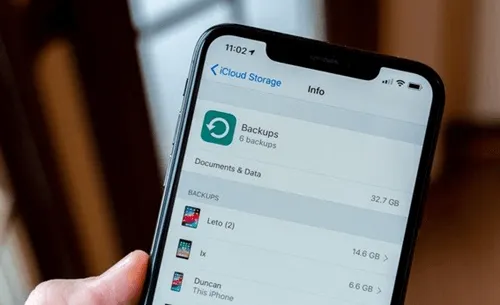 11:02
iCloud Storage
Info
Backups
6 backups
Documents & Data 32.7 GB
BACKUPS
Leto (2) 14.6 GB
Ix
Duncan 6.6 GB
This iPhone